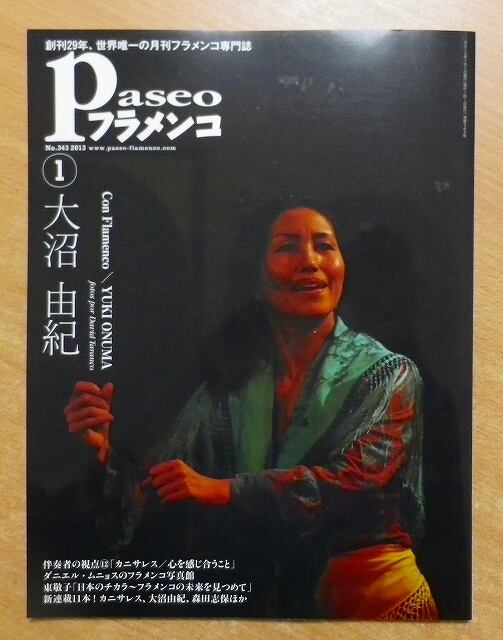 創刊29年、世界唯一の月刊フラメンコ専門誌
Paseo
フラメンコ
No.343 2013 www.paseo-flamenco.com
1
大沼 由紀
Con Flamenco／YUKI ONUMA
fotos por David Taranco
伴奏者の視点⑫「カニサレス／心を感じ合うこと」
ダニエル・ムニョスのフラメンコ写真館
東敬子「日本のチカラ〜フラメンコの未来を見つめて」
新連載11本！カニサレス、大沼由紀、森田志保ほか